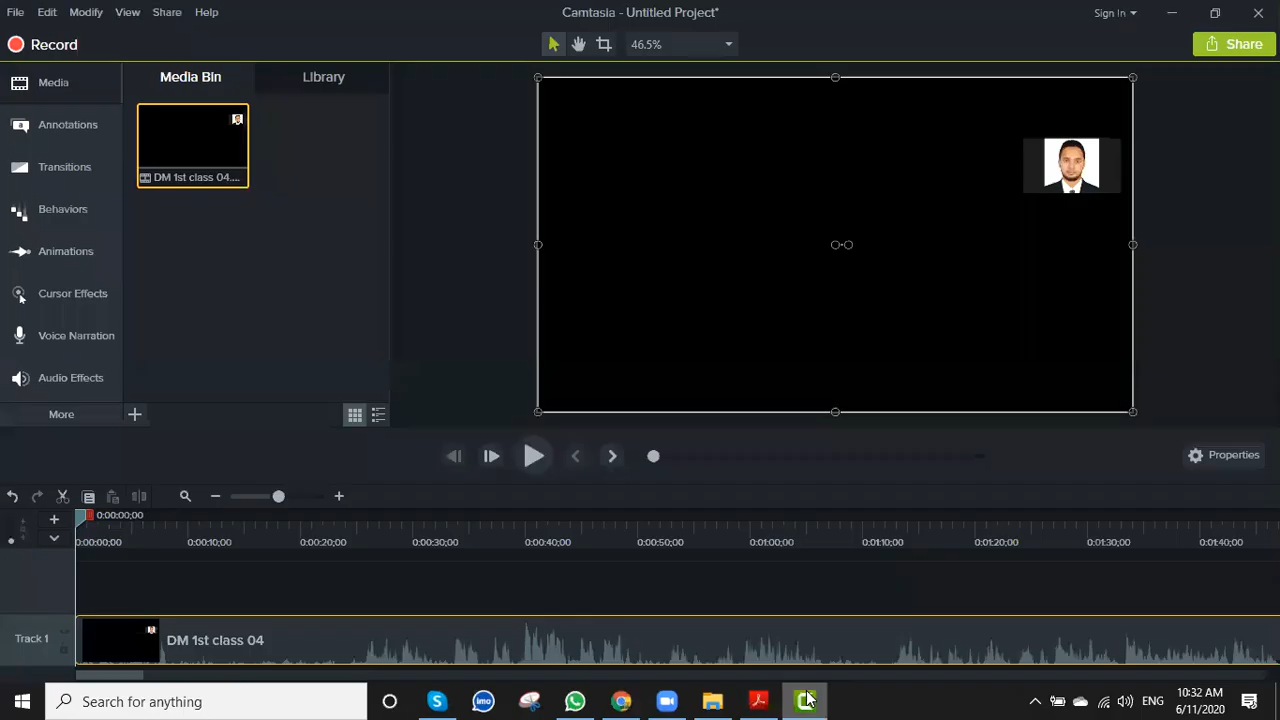 File Edit Modify View Share Help
Camtasia - Untitled Project*
Sign In
Record
46.5%
Share
Media
Annotations
Transitions
Behaviors
Animations
Cursor Effects
Voice Narration
Audio Effects
More
Media Bin
Library
DM 1st class 04....
Properties
0:00:00;00
0:00:00;00 0:00:10;00 0:00:20;00 0:00:30;00 0:00:40;00 0:00:50;00 0:01:00;00 0:01:10;00 0:01:20;00 0:01:30;00 0:01:40;00
Track 1
DM 1st class 04
Search for anything
imo
ENG
10:32 AM
6/11/2020